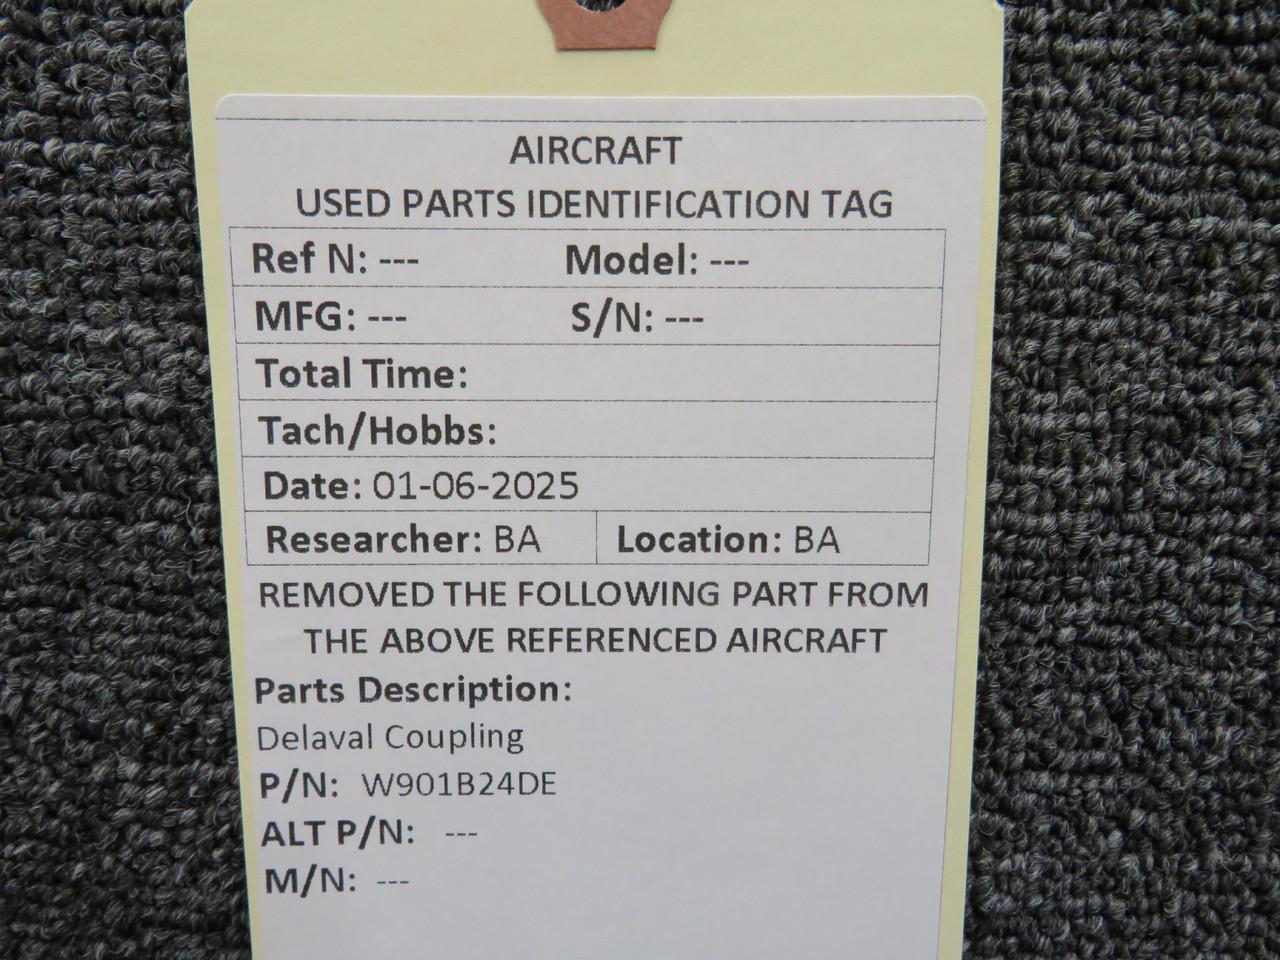 AIRCRAFT
USED PARTS IDENTIFICATION TAG
Ref N: --- Model: ---
MFG: --- S/N: ---
Total Time:
Tach/Hobbs:
Date: 01-06-2025
Researcher: BA Location: BA
REMOVED THE FOLLOWING PART FROM
THE ABOVE REFERENCED AIRCRAFT
Parts Description:
Delaval Coupling
P/N: W901B24DE
ALT P/N: ---
M/N: ---